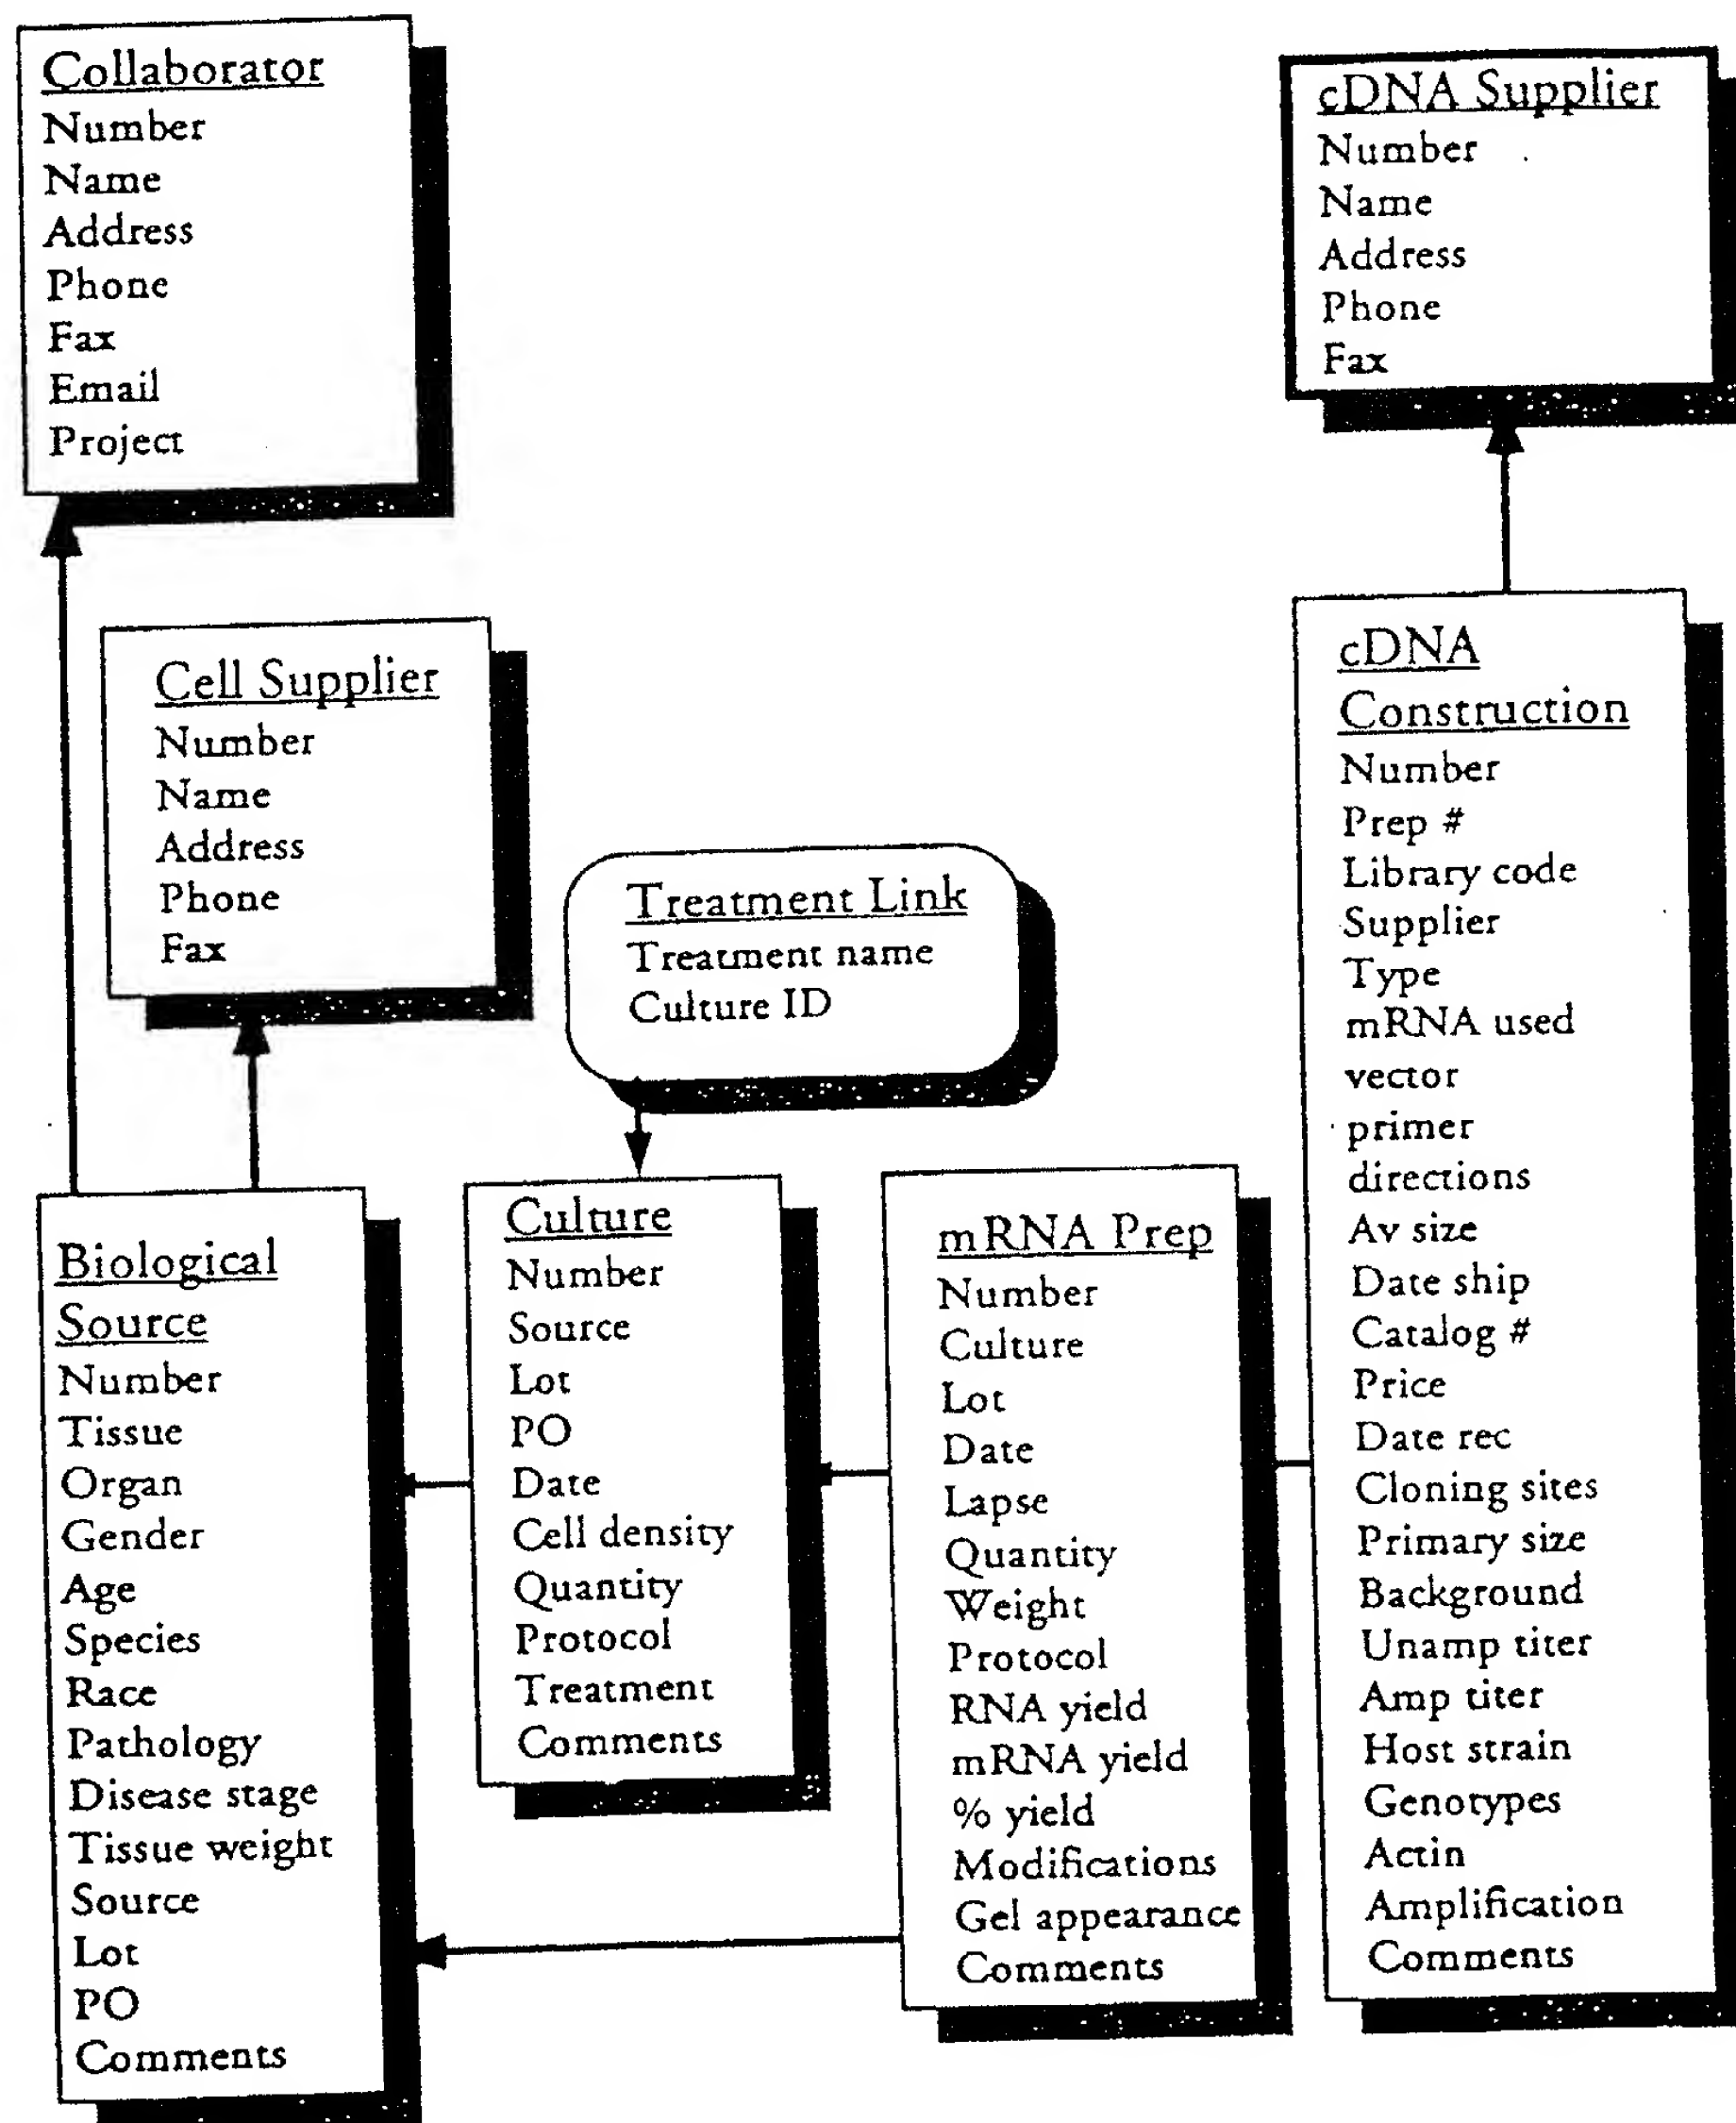 Collaborator
Number
Name
Address
Phone
Fax
Email
Project
cDNA Supplier
Number
Name
Address
Phone
Fax
Cell Supplier
Number
Name
Address
Phone
Fax
Treatment Link
Treatment name
Culture ID
Biological
Source
Number
Tissue
Organ
Gender
Age
Species
Race
Pathology
Disease stage
Tissue weight
Source
Lot
PO
Comments
Culture
Number
Source
Lot
PO
Date
Cell density
Quantity
Protocol
Treatment
Comments
mRNA Prep
Number
Culture
Lot
Date
Lapse
Quantity
Weight
Protocol
RNA yield
mRNA yield
% yield
Modifications
Gel appearance
Comments
cDNA
Construction
Number
Prep #
Library code
Supplier
Type
mRNA used
vector
primer
directions
Av size
Date ship
Catalog #
Price
Date rec
Cloning sites
Primary size
Background
Unamp titer
Amp titer
Host strain
Genotypes
Actin
Amplification
Comments